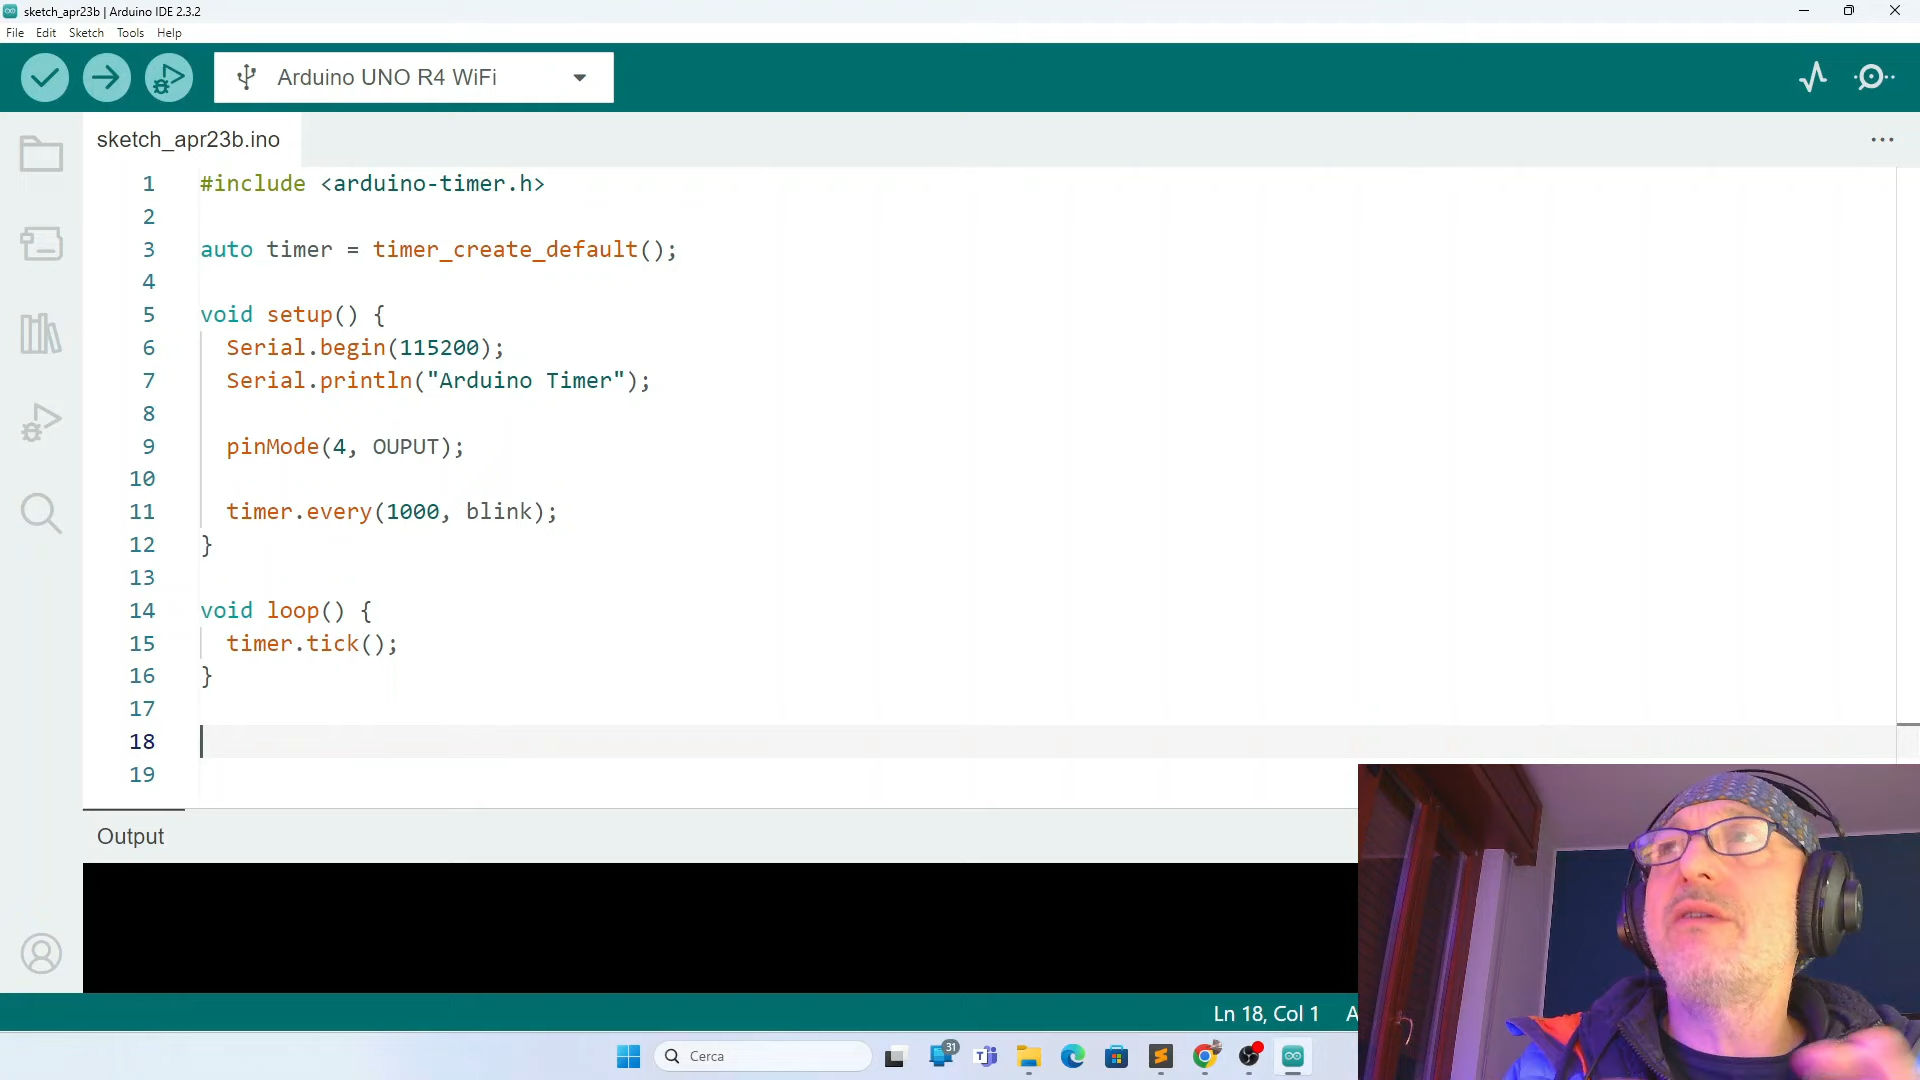 sketch_apr23b | Arduino IDE 2.3.2
File Edit Sketch Tools Help
Arduino UNO R4 WiFi
sketch_apr23b.ino
1 #include <arduino-timer.h>
2
3 auto timer = timer_create_default();
4
5 void setup() {
6 Serial.begin(115200);
7 Serial.println("Arduino Timer");
8
9 pinMode(4, OUPUT);
10
11 timer.every(1000, blink);
12 }
13
14 void loop() {
15 timer.tick();
16 }
17
18
19
Output
Ln 18, Col 1 A
Cerca
31